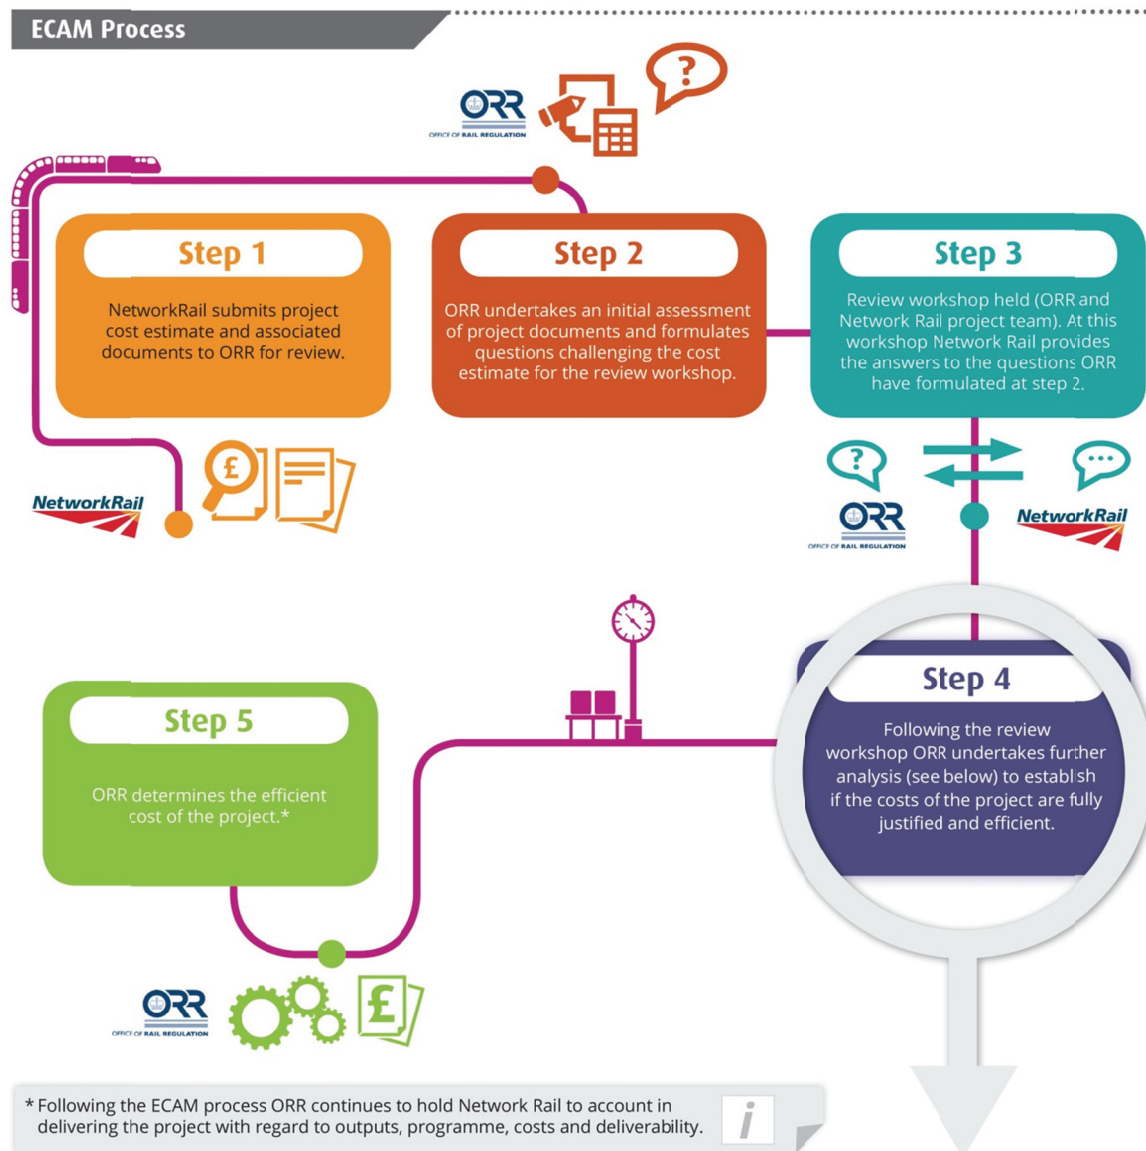 ECAM Process
ORR
OFFICE OF RAIL REGULATION
?
Step 1
NetworkRail submits project
cost estimate and associated
documents to ORR for review.
£
NetworkRail
Step 2
ORR undertakes an initial assessment
of project documents and formulates
questions challenging the cost
estimate for the review workshop.
Step 3
Review workshop held (ORR and
Network Rail project team). At this
workshop Network Rail provides
the answers to the questions ORR
have formulated at step 2.
?
ORR
OFFICE OF RAIL REGULATION
NetworkRail
Step 4
Following the review
workshop ORR undertakes further
analysis (see below) to establish
if the costs of the project are fully
justified and efficient.
Step 5
ORR determines the efficient
cost of the project.*
ORR
OFFICE OF RAIL REGULATION
£
* Following the ECAM process ORR continues to hold Network Rail to account in
delivering the project with regard to outputs, programme, costs and deliverability.
i